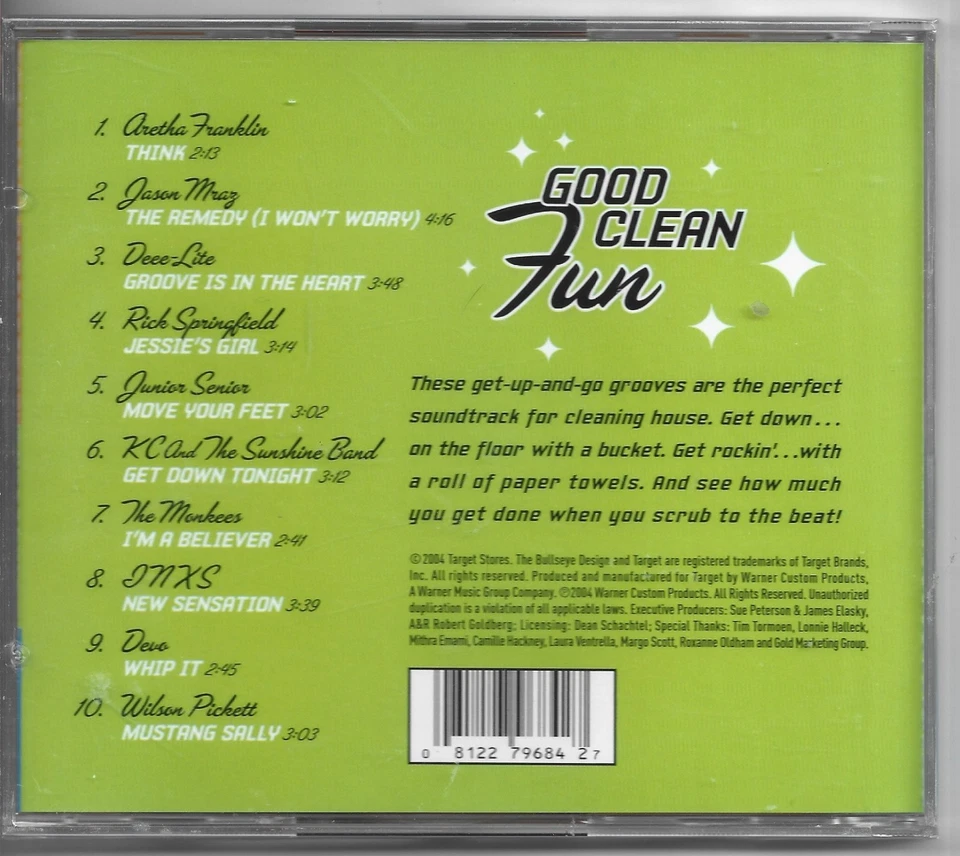 1. Aretha Franklin
THINK 2:13
2. Jason Mraz
THE REMEDY (I WON'T WORRY) 4:16
3. Deee-Lite
GROOVE IS IN THE HEART 3:48
4. Rick Springfield
JESSIE'S GIRL 3:14
5. Junior Senior
MOVE YOUR FEET 3:02
6. KC And The Sunshine Band
GET DOWN TONIGHT 3:12
7. The Monkees
I'M A BELIEVER 2:41
8. INXS
NEW SENSATION 3:39
9. Devo
WHIP IT 2:45
10. Wilson Pickett
MUSTANG SALLY 3:03
GOOD
CLEAN
Fun
These get-up-and-go grooves are the perfect
soundtrack for cleaning house. Get down...
on the floor with a bucket. Get rockin'...with
a roll of paper towels. And see how much
you get done when you scrub to the beat!
©2004 Target Stores. The Bullseye Design and Target are registered trademarks of Target Brands,
Inc. All rights reserved. Produced and manufactured for Target by Warner Custom Products,
A Warner Music Group Company. ℗2004 Warner Custom Products. All Rights Reserved. Unauthorized
duplication is a violation of all applicable laws. Executive Producers: Sue Peterson & James Elasky,
A&R Robert Goldberg; Licensing: Dean Schachtel; Special Thanks: Tim Tormoen, Lonnie Halleck,
Mithra Emami, Camille Hackney, Laura Ventrella, Margo Scott, Roxanne Oldham and Gold Marketing Group.
0 8122 79684 2 7